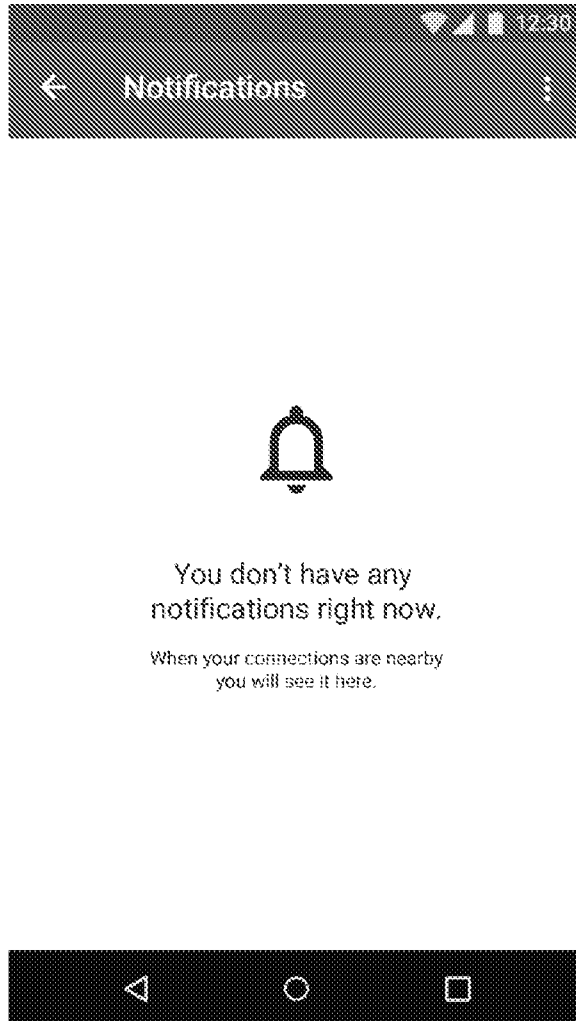 12:30
Notifications
You don't have any
notifications right now.
When your connections are nearby
you will see it here.